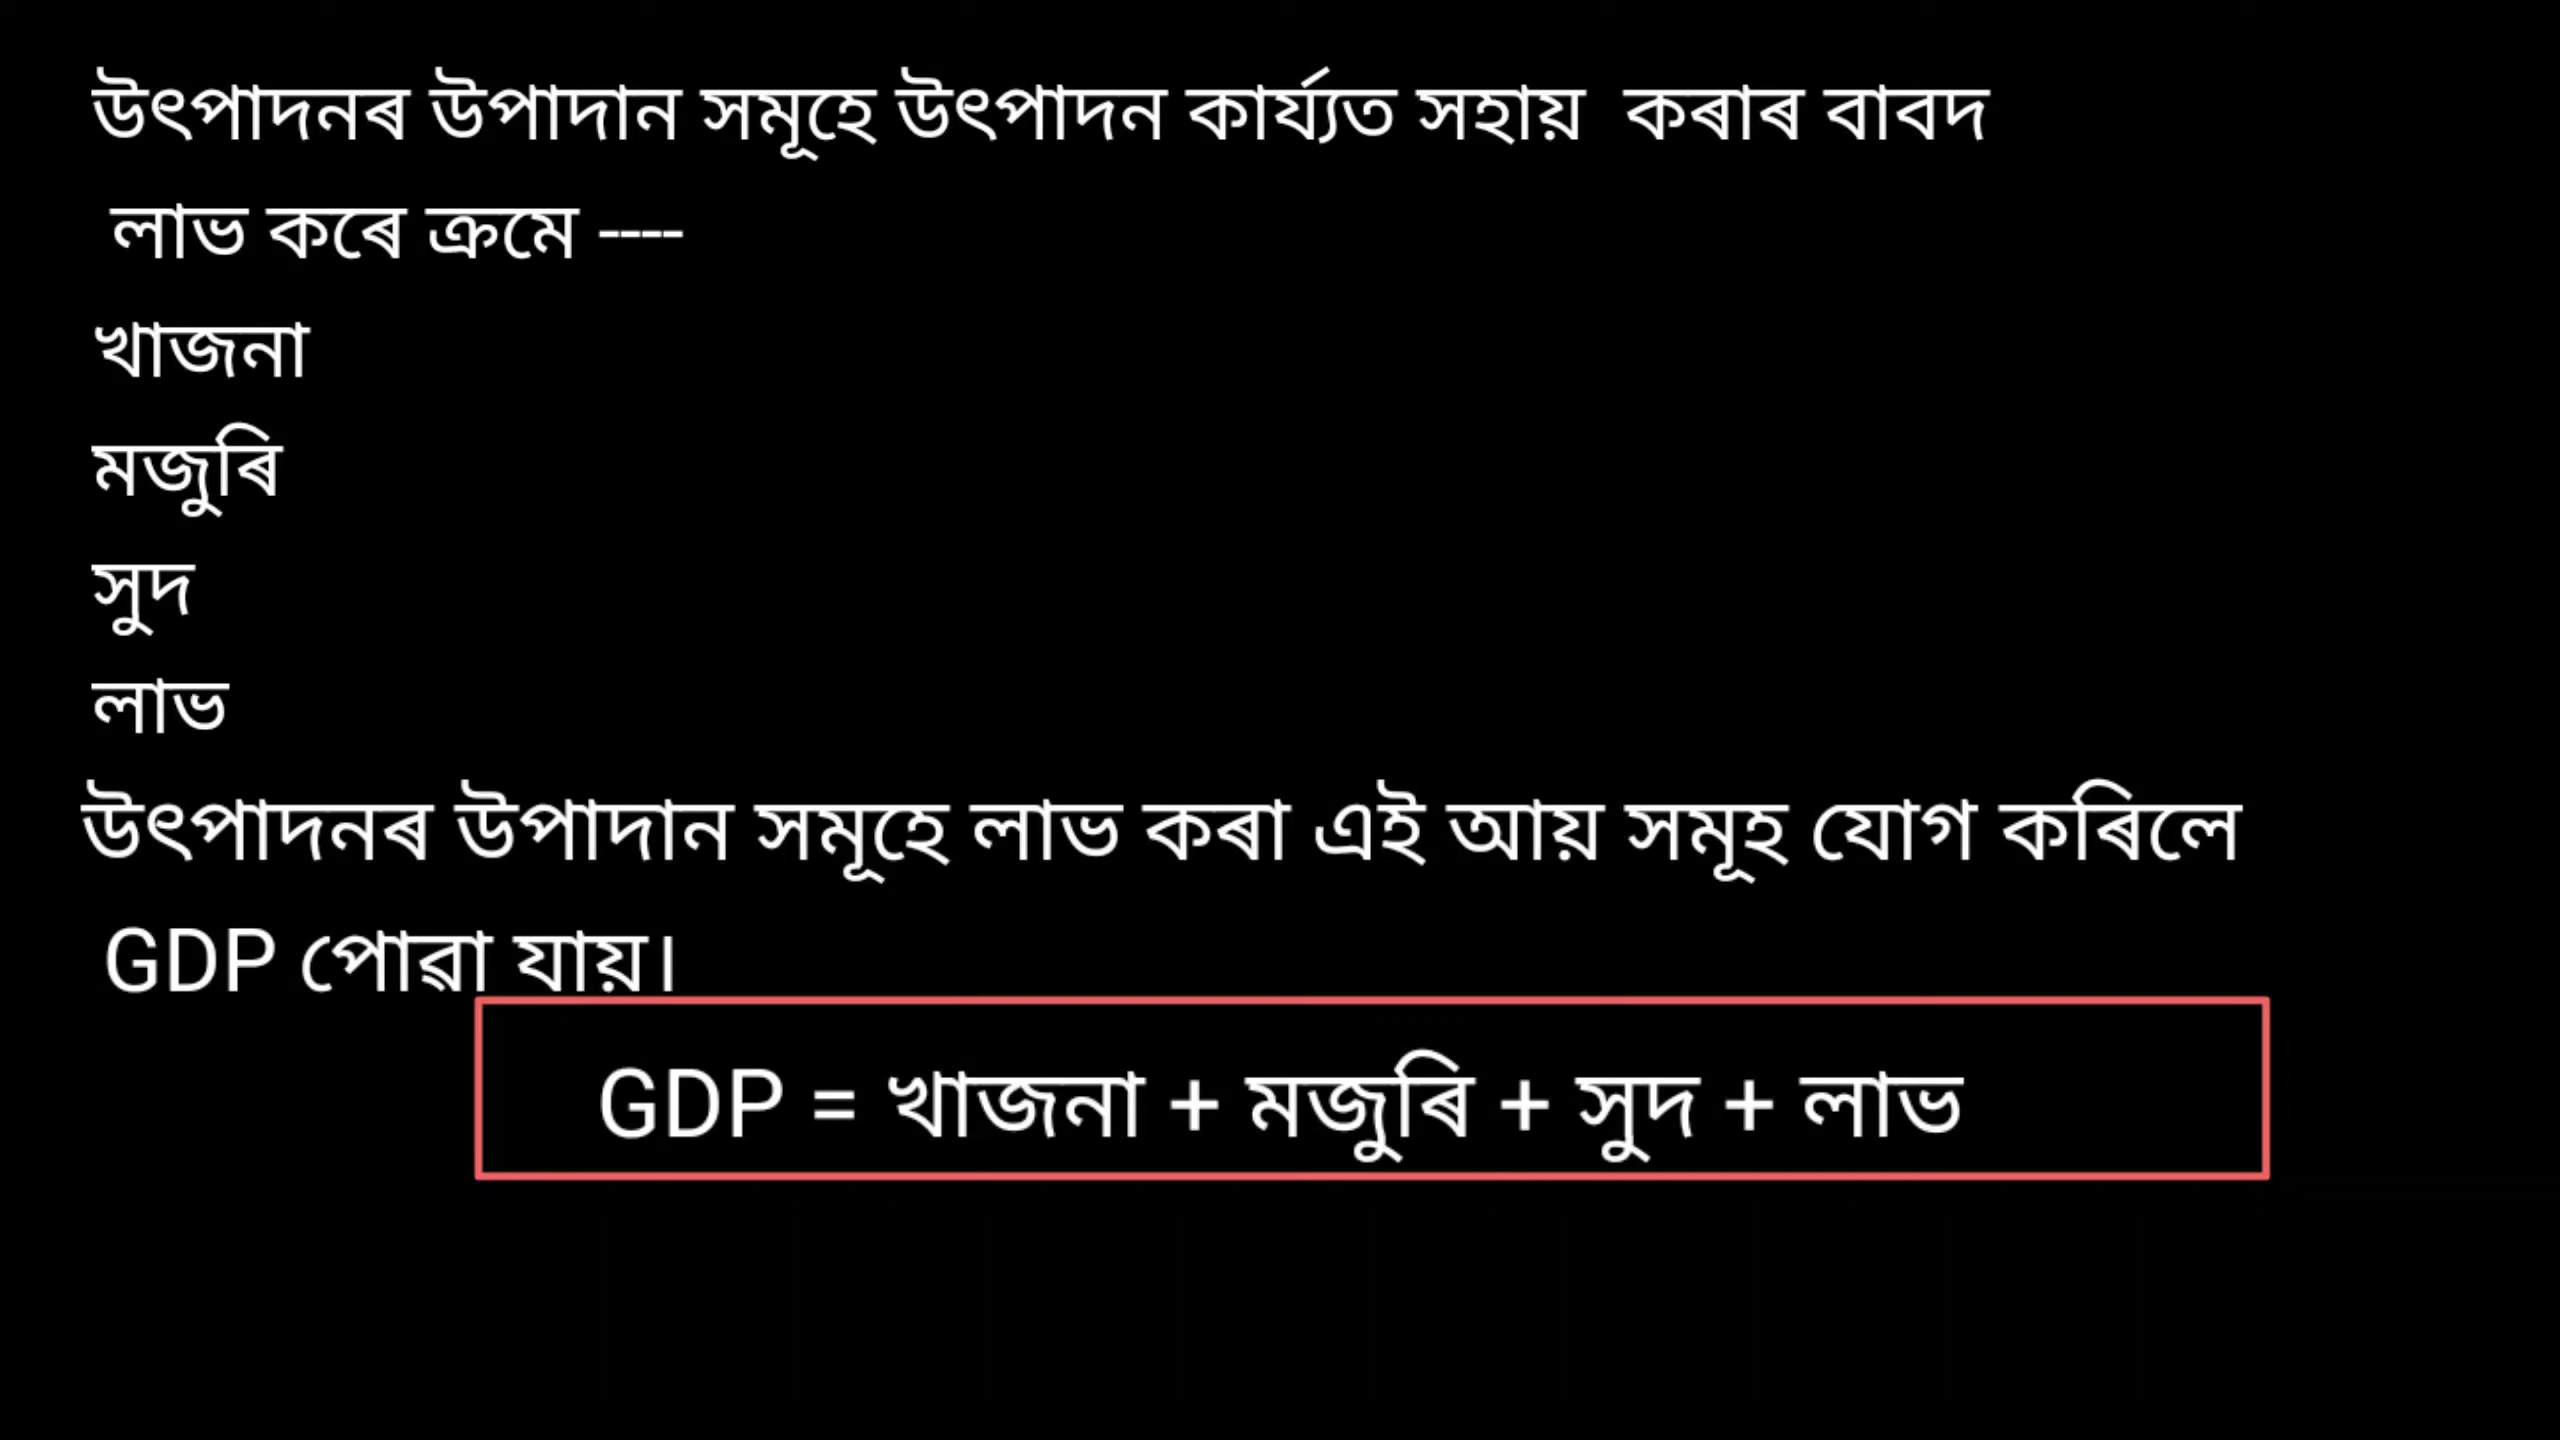 উৎপাদনৰ উপাদান সমূহে উৎপাদন কাৰ্য্যত সহায় কৰাৰ বাবদ
লাভ কৰে ক্ৰমে ----
খাজনা
মজুৰি
সুদ
লাভ
উৎপাদনৰ উপাদান সমূহে লাভ কৰা এই আয় সমূহ যোগ কৰিলে
GDP পোৱা যায়।
GDP = খাজনা + মজুৰি + সুদ + লাভ